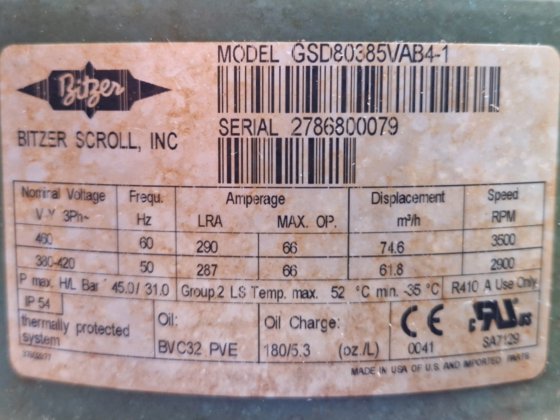 MODEL GSD80385VAB4-1
Bitzer
SERIAL 2786800079
BITZER SCROLL, INC
Nominal Voltage Frequ. Amperage Displacement Speed
V-Y 3Ph~ Hz LRA MAX. OP. m³/h RPM
460 60 290 66 74.6 3500
380-420 50 287 66 61.8 2900
P max. H/L Bar 45.0/ 31.0 Group 2 LS Temp. max. 52 °C min. -35 °C R410 A Use Only
IP 54
thermally protected Oil: Oil Charge: CE c RU us
system BVC32 PVE 180/5.3 (oz./L) 0041 SA7129
MADE IN USA OF U.S AND IMPORTED PARTS